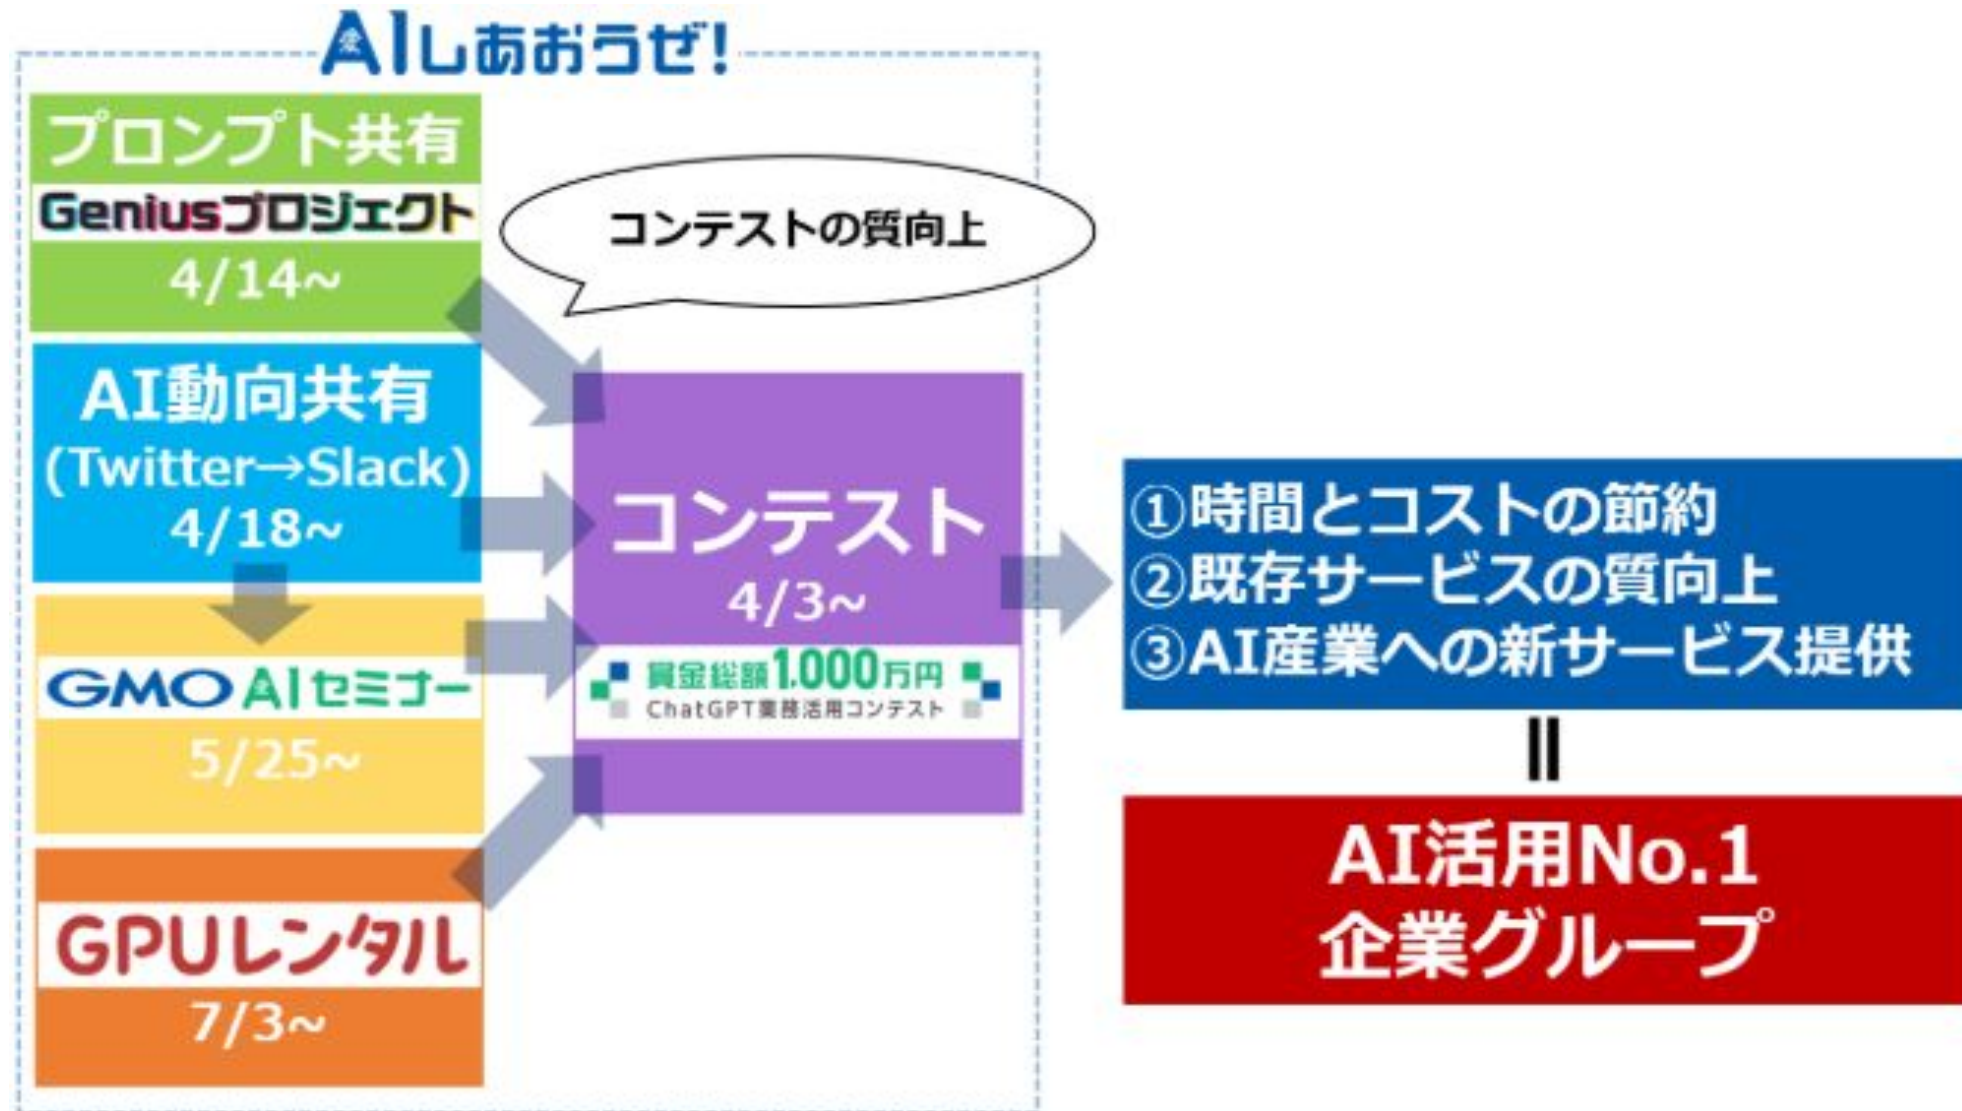 AIしあおうぜ!
プロンプト共有
Geniusプロジェクト
4/14~
コンテストの質向上
AI動向共有
(Twitter→Slack)
4/18~
GMO AIセミナー
5/25~
GPUレンタル
7/3~
コンテスト
4/3~
賞金総額1,000万円
ChatGPT業務活用コンテスト
①時間とコストの節約
②既存サービスの質向上
③AI産業への新サービス提供
AI活用No.1
企業グループ